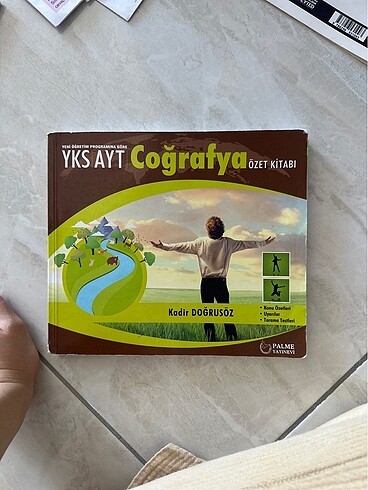 YENİ ÖĞRETİM PROGRAMINA GÖRE
YKS AYT Coğrafya ÖZET KİTABI
• Konu Özetleri
• Uyarılar
• Tarama Testleri
Kadir DOĞRUSÖZ
PALME
YAYINEVİ